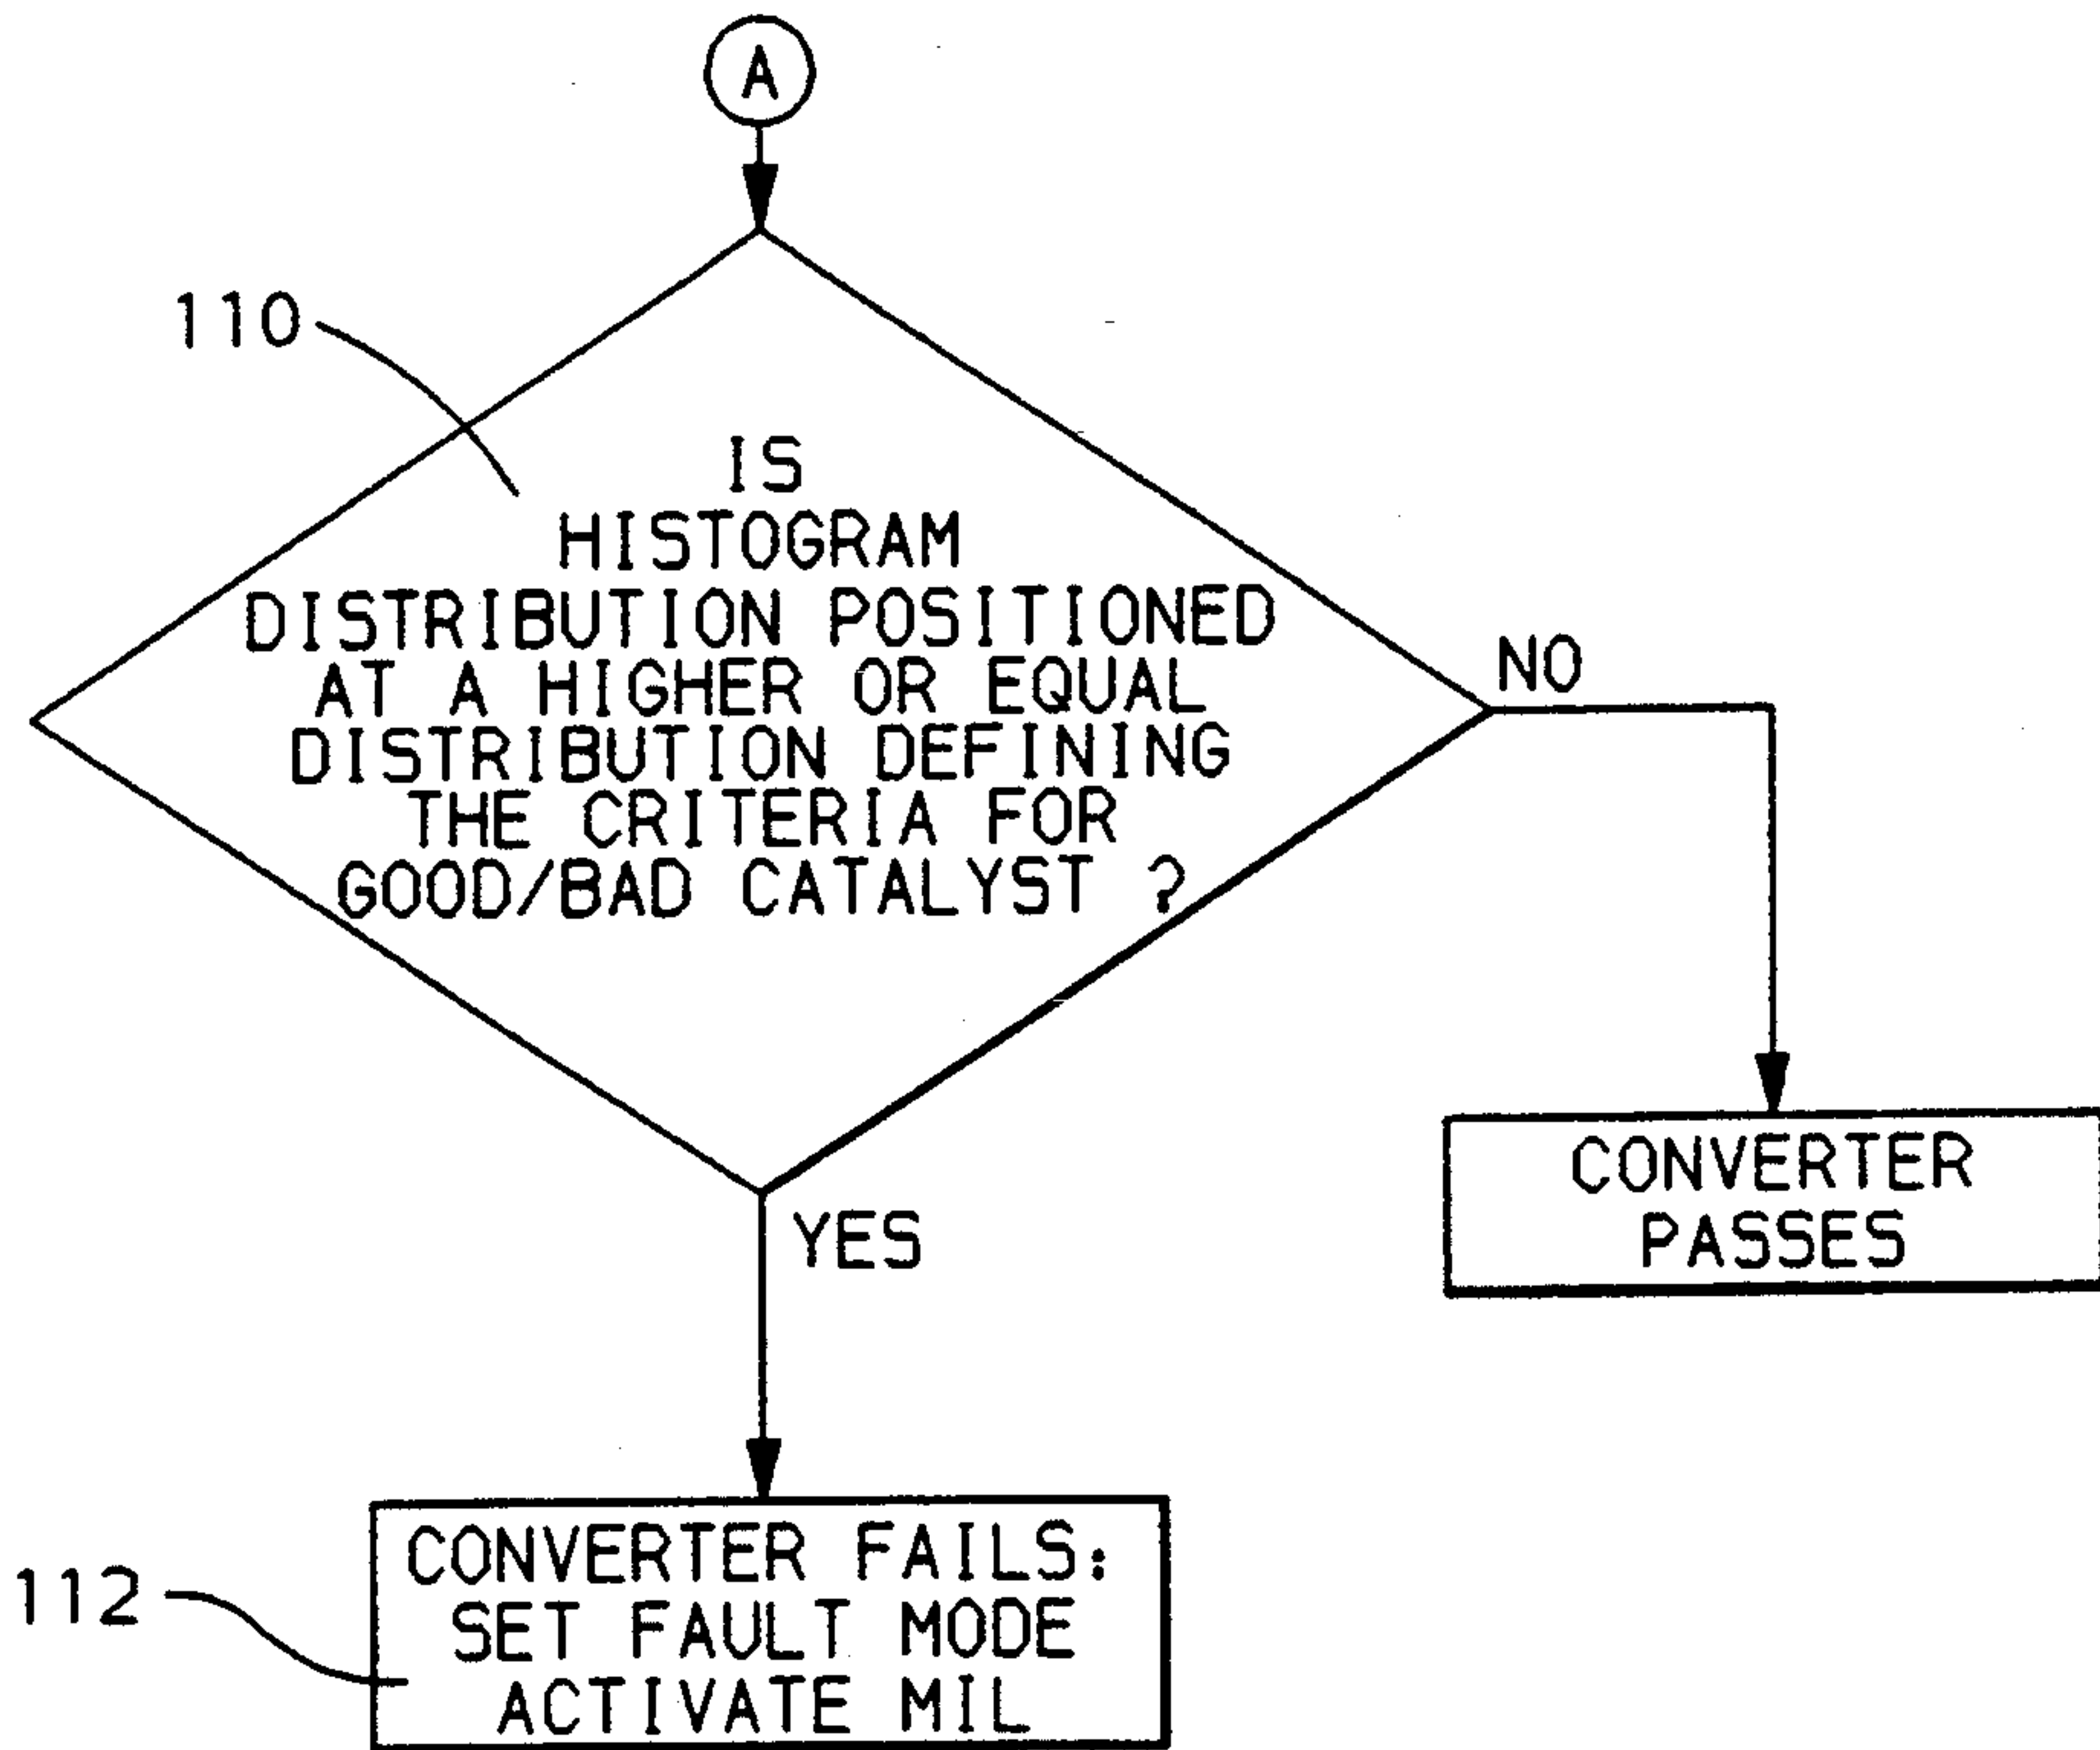 A
110
IS
HISTOGRAM
DISTRIBUTION POSITIONED
AT A HIGHER OR EQUAL
DISTRIBUTION DEFINING
THE CRITERIA FOR
GOOD/BAD CATALYST ?
NO
CONVERTER
PASSES
YES
112
CONVERTER FAILS:
SET FAULT MODE
ACTIVATE MIL